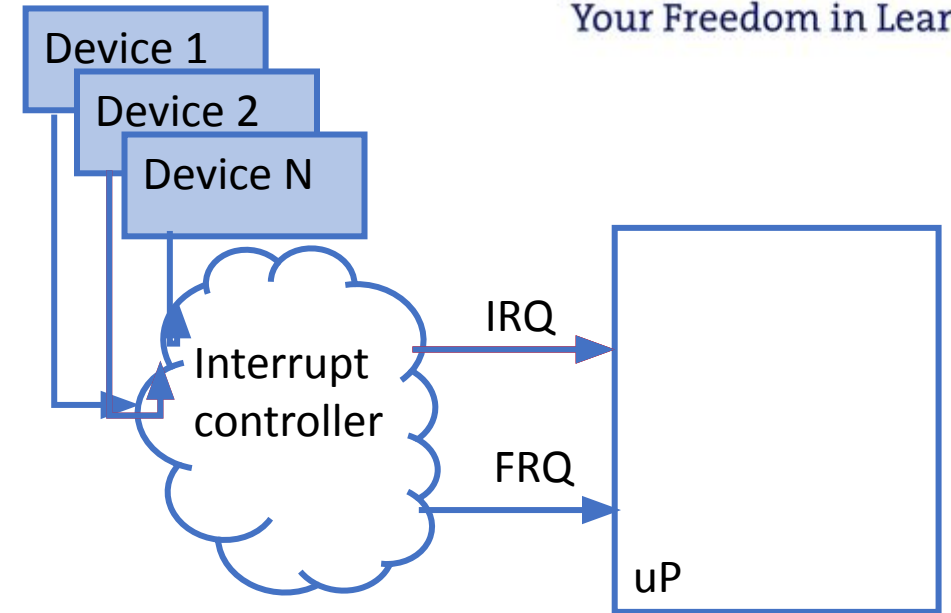 Your Freedom in Lear
Device 1
Device 2
Device N
IRQ
Interrupt
controller
FRQ
uP